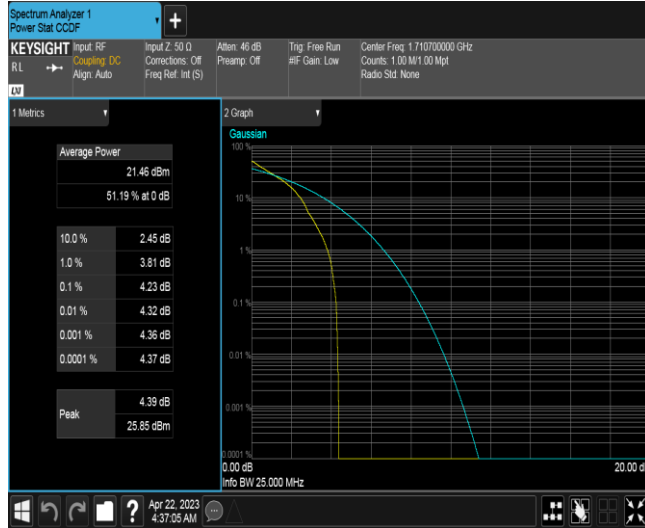 Spectrum Analyzer 1
Power Stat CCDF
+
KEYSIGHT
RL
LXI
Input: RF
Coupling: DC
Align: Auto
Input Z: 50 Ω
Corrections: Off
Freq Ref: Int (S)
Atten: 46 dB
Preamp: Off
Trig: Free Run
#IF Gain: Low
Center Freq: 1.710700000 GHz
Counts: 1.00 M/1.00 Mpt
Radio Std: None
1 Metrics
Average Power
21.46 dBm
51.19 % at 0 dB
10.0 % 2.45 dB
1.0 % 3.81 dB
0.1 % 4.23 dB
0.01 % 4.32 dB
0.001 % 4.36 dB
0.0001 % 4.37 dB
Peak
4.39 dB
25.85 dBm
2 Graph
Gaussian
100 %
10 %
1 %
0.1 %
0.01 %
0.001 %
0.0001 %
0.00 dB
20.00 d
Info BW 25.000 MHz
?
Apr 22, 2023
4:37:05 AM